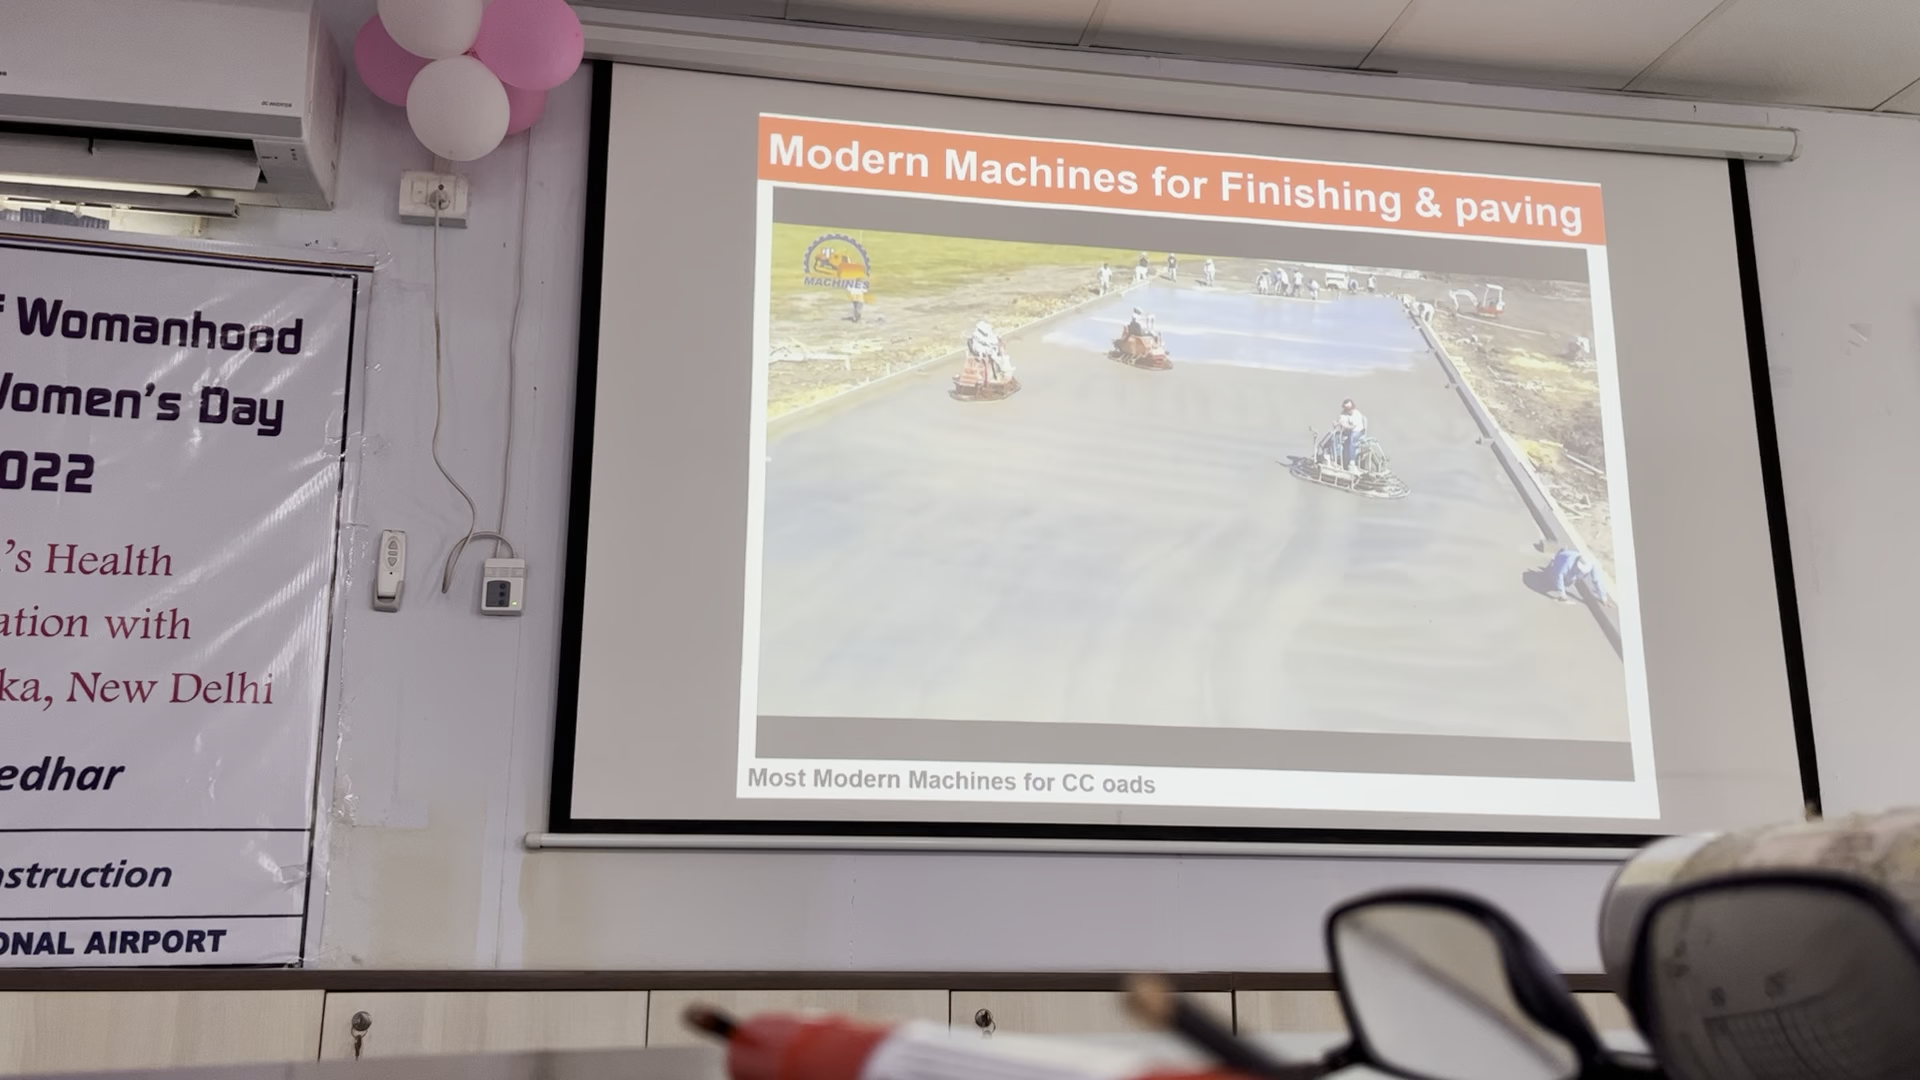 f Womanhood
Women's Day
022
's Health
ation with
ka, New Delhi
edhar
nstruction
ONAL AIRPORT
Modern Machines for Finishing & paving
MACHINES
Most Modern Machines for CC oads